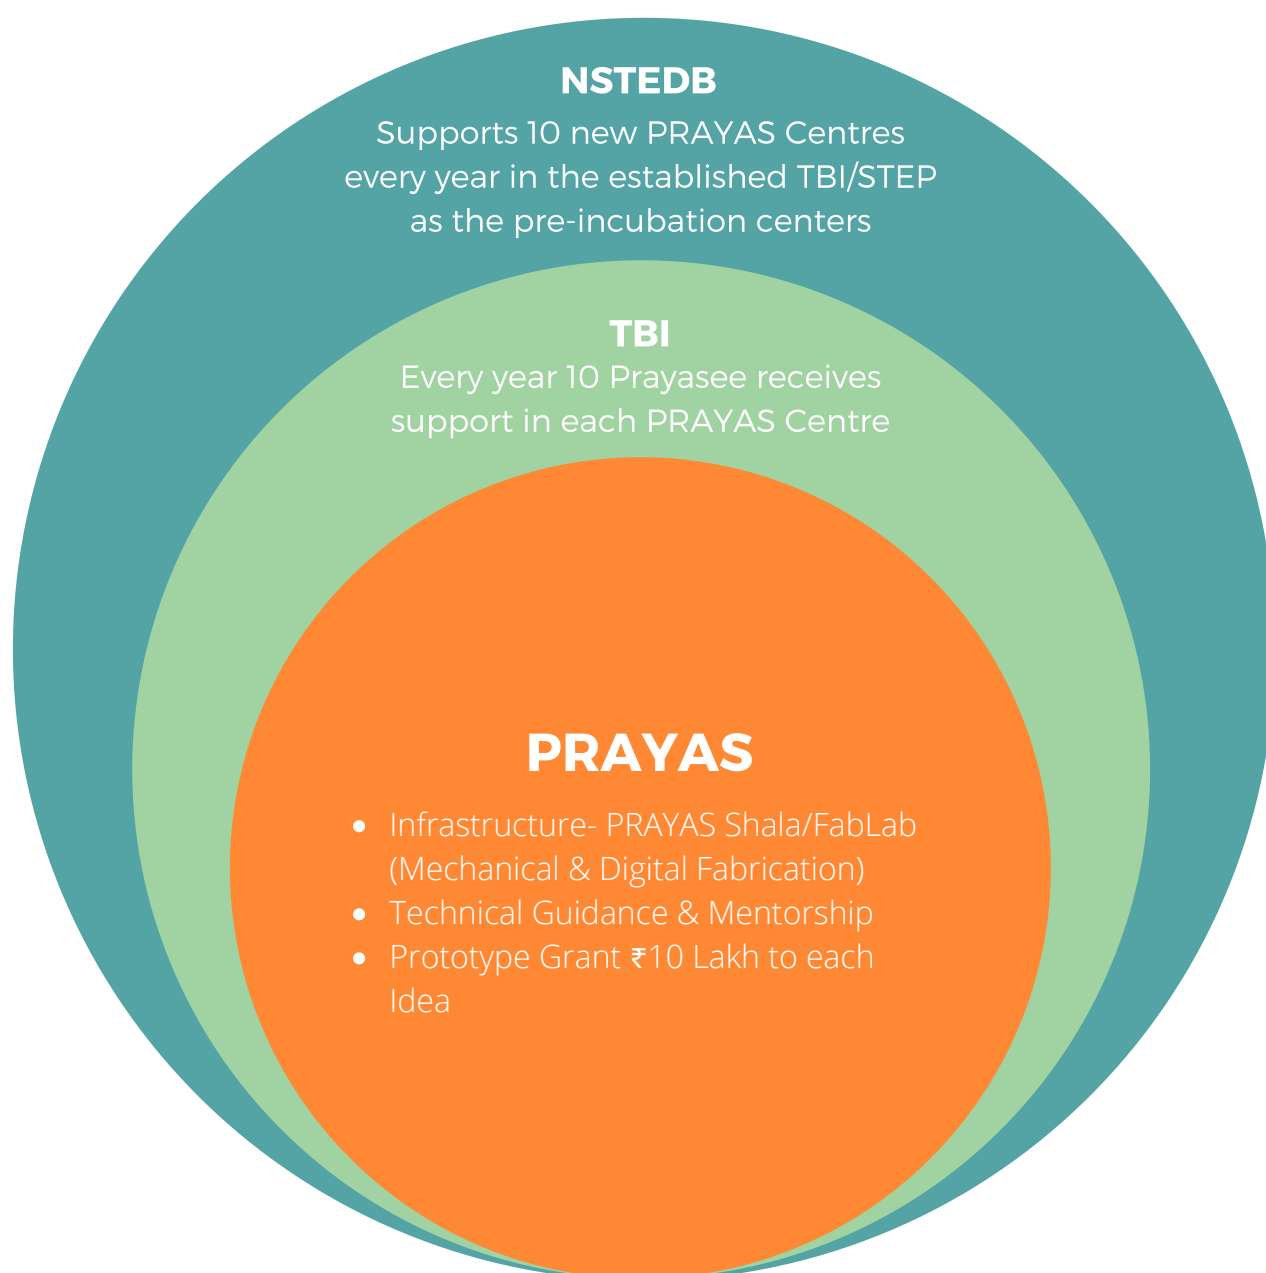 NSTEDB
Supports 10 new PRAYAS Centres
every year in the established TBI/STEP
as the pre-incubation centers
TBI
Every year 10 Prayasee receives
support in each PRAYAS Centre
PRAYAS
• Infrastructure- PRAYAS Shala/FabLab
(Mechanical & Digital Fabrication)
• Technical Guidance & Mentorship
• Prototype Grant ₹10 Lakh to each
Idea